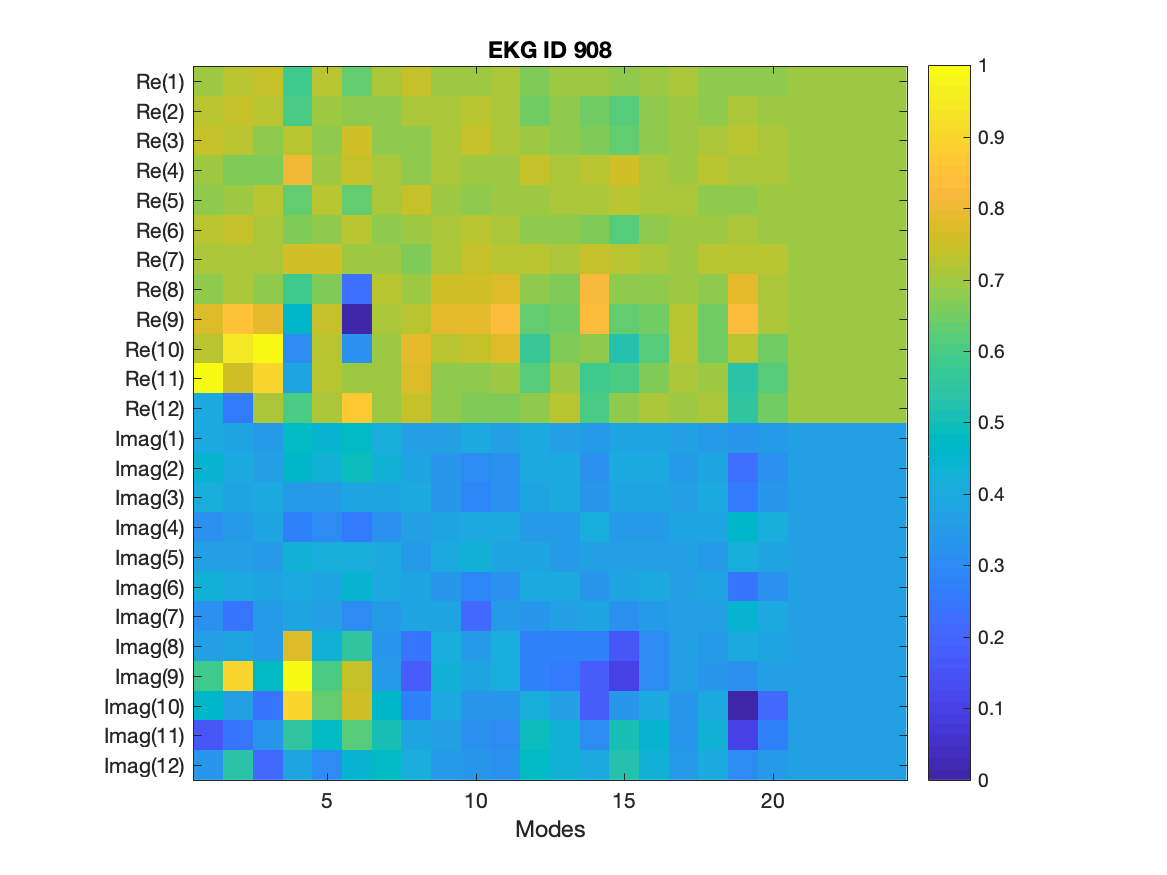 EKG ID 908
Re(1)
Re(2)
Re(3)
Re(4)
Re(5)
Re(6)
Re(7)
Re(8)
Re(9)
Re(10)
Re(11)
Re(12)
Imag(1)
Imag(2)
Imag(3)
Imag(4)
Imag(5)
Imag(6)
Imag(7)
Imag(8)
Imag(9)
Imag(10)
Imag(11)
Imag(12)
5 10 15 20
Modes
1
0.9
0.8
0.7
0.6
0.5
0.4
0.3
0.2
0.1
0